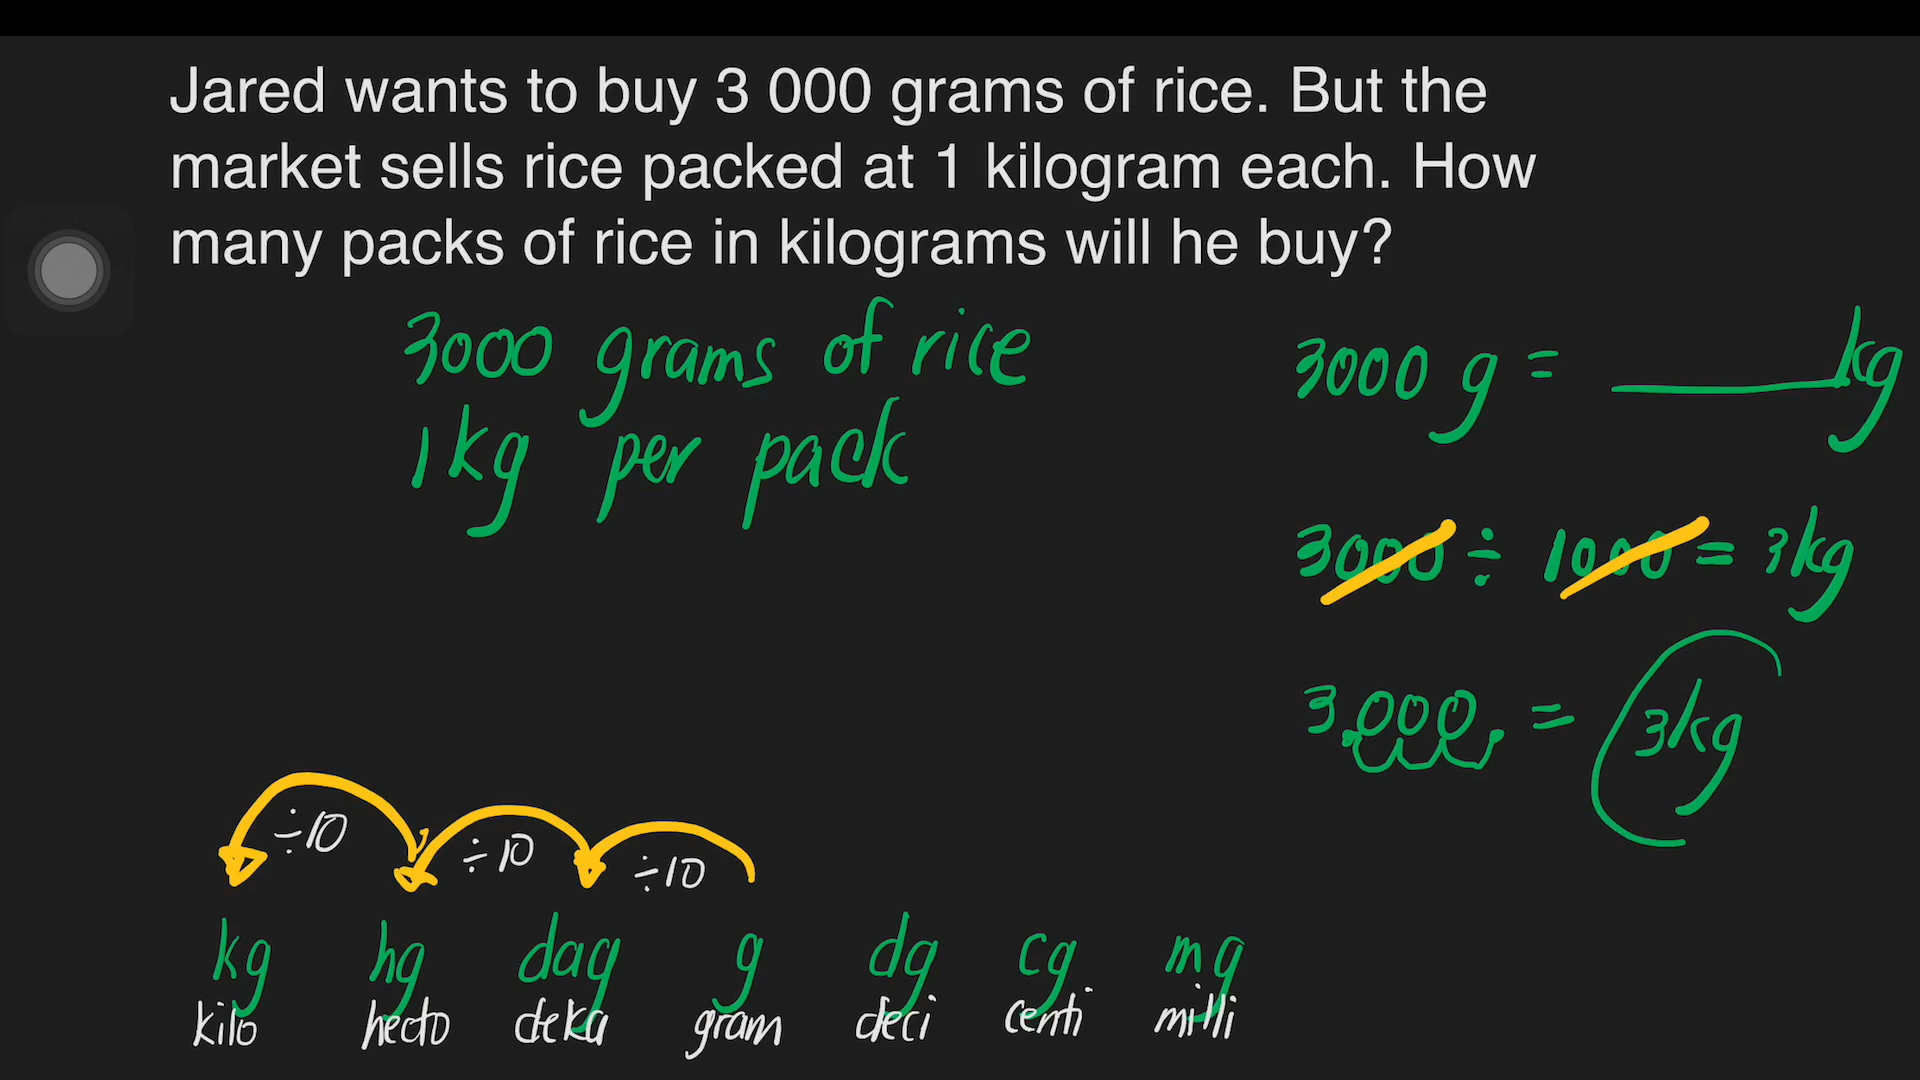 Jared wants to buy 3 000 grams of rice. But the
market sells rice packed at 1 kilogram each. How
many packs of rice in kilograms will he buy?
3000 grams of rice
1 kg per pack
3000 g = ______ kg
3000 ÷ 1000 = 3kg
3.000. = 3kg
÷10 ÷10 ÷10
kg hg dag g dg cg mg
kilo hecto deka gram deci centi milli